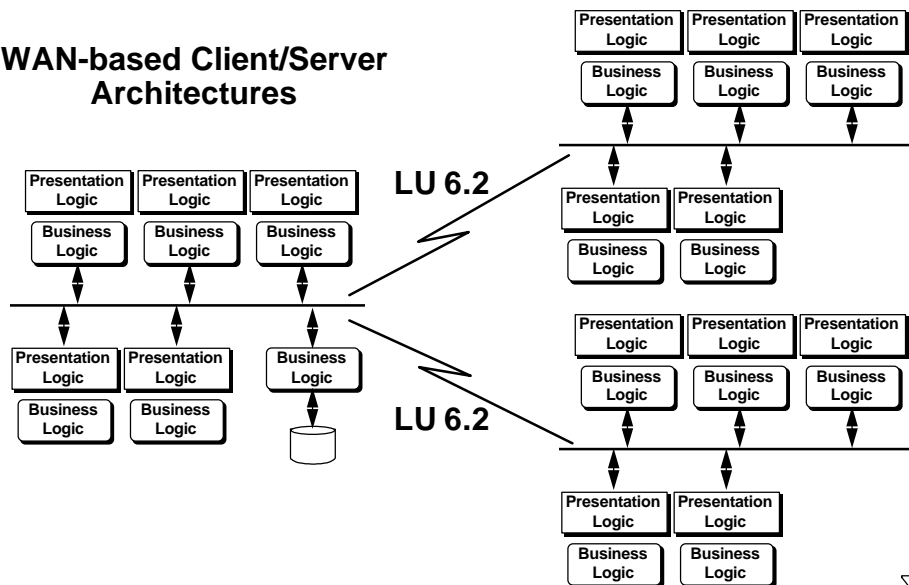 WAN-based Client/Server
Architectures
Presentation Presentation Presentation
Logic Logic Logic
Business Business Business
Logic Logic Logic
LU 6.2
Presentation Presentation
Logic Logic
Business Business
Logic Logic
Presentation Presentation Presentation
Logic Logic Logic
Business Business Business
Logic Logic Logic
Presentation Presentation Business
Logic Logic Logic
Business Business
Logic Logic
LU 6.2
Presentation Presentation Presentation
Logic Logic Logic
Business Business Business
Logic Logic Logic
Presentation Presentation
Logic Logic
Business Business
Logic Logic